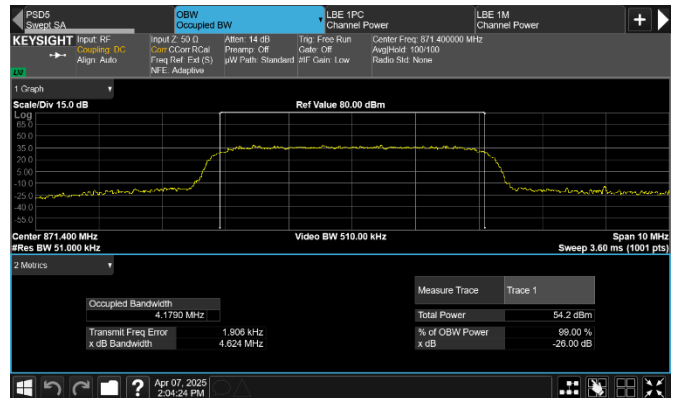 PSD5
Swept SA
OBW
Occupied BW
LBE 1PC
Channel Power
LBE 1M
Channel Power
KEYSIGHT
Input: RF
Coupling: DC
Align: Auto
Input Z: 50 Ω
Corr CCorr RCal
Freq Ref: Ext (S)
NFE: Adaptive
Atten: 14 dB
Preamp: Off
µW Path: Standard
Trig: Free Run
Gate: Off
#IF Gain: Low
Center Freq: 871.400000 MHz
Avg|Hold: 100/100
Radio Std: None
1 Graph
Scale/Div 15.0 dB
Ref Value 80.00 dBm
Log
65.0
50.0
35.0
20.0
5.00
-10.0
-25.0
-40.0
-55.0
Center 871.400 MHz
Video BW 510.00 kHz
Span 10 MHz
#Res BW 51.000 kHz
Sweep 3.60 ms (1001 pts)
2 Metrics
Measure Trace
Trace 1
Occupied Bandwidth
4.1790 MHz
Total Power
54.2 dBm
Transmit Freq Error
1.906 kHz
% of OBW Power
99.00 %
x dB Bandwidth
4.624 MHz
x dB
-26.00 dB
?
Apr 07, 2025
2:04:24 PM